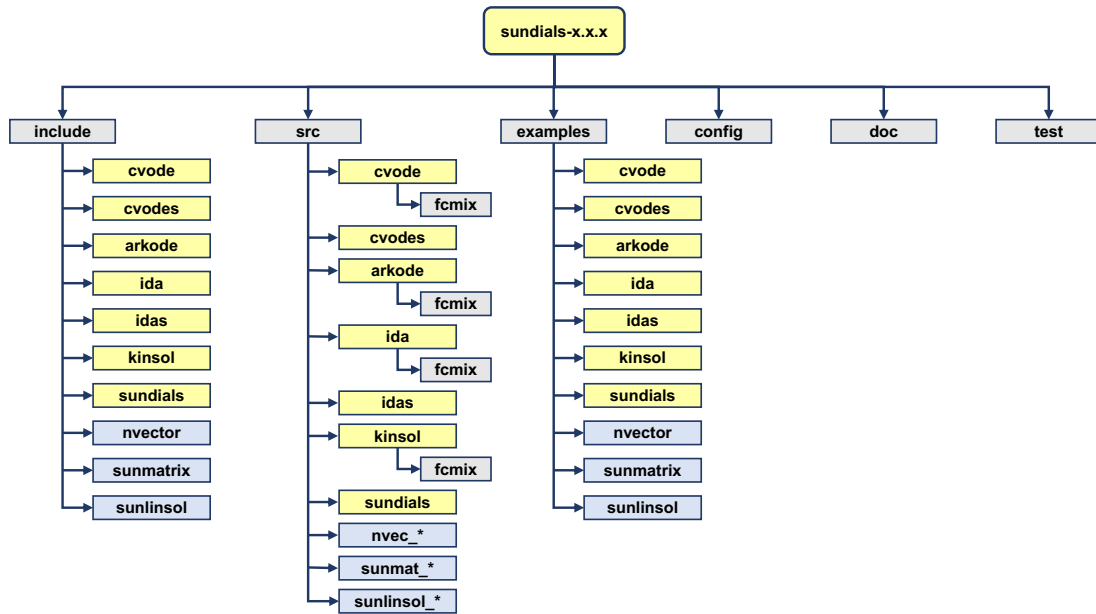 sundials-x.x.x
include
src
examples
config
doc
test
cvode
cvodes
arkode
ida
idas
kinsol
sundials
nvector
sunmatrix
sunlinsol
cvode
fcmix
cvodes
arkode
fcmix
ida
fcmix
idas
kinsol
fcmix
sundials
nvec_*
sunmat_*
sunlinsol_*
cvode
cvodes
arkode
ida
idas
kinsol
sundials
nvector
sunmatrix
sunlinsol